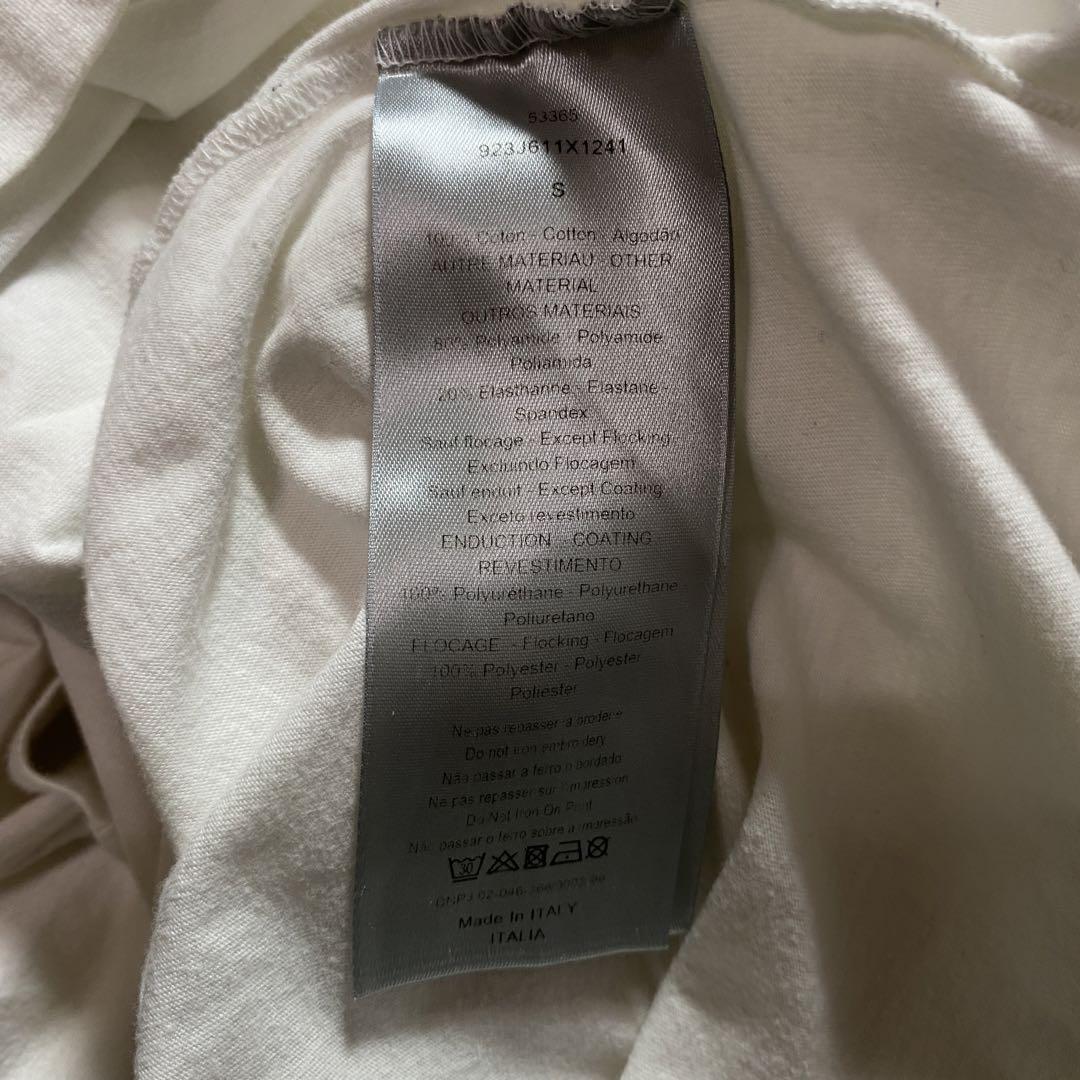 53365
923J611X1241
S
100% Coton - Cotton - Algodão
AUTRE MATERIAU - OTHER
MATERIAL
OUTROS MATERIAIS
80% Polyamide - Polyamide
Poliamida
20% Elasthanne - Elastane -
Spandex
Sauf flocage - Except Flocking -
Excluindo Flocagem
Sauf enduit - Except Coating
Exceto revestimento
ENDUCTION - COATING
REVESTIMENTO
100% Polyuréthane - Polyurethane
Poliuretano
FLOCAGE - Flocking - Flocagem
100% Polyester - Polyester
Poliéster
Ne pas repasser a broderie
Do not iron embroidery
Não passar a ferro o bordado
Ne pas repasser sur l'impression
Do Not Iron On Print
Não passar o ferro sobre a impressão
30
CNPJ
Made In ITALY
ITALIA